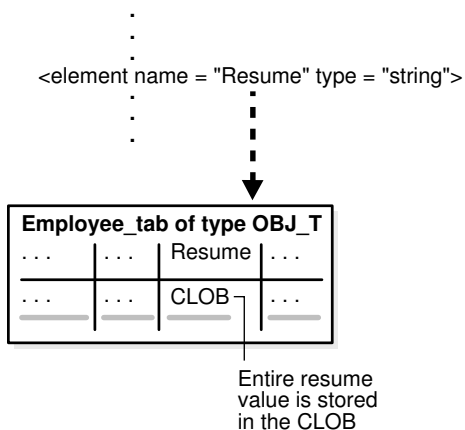 .
.
.
<element name = "Resume" type = "string">
.
.
.
Employee_tab of type OBJ_T
. . . . . . Resume . . .
. . . . . . CLOB . . .
Entire resume
value is stored
in the CLOB